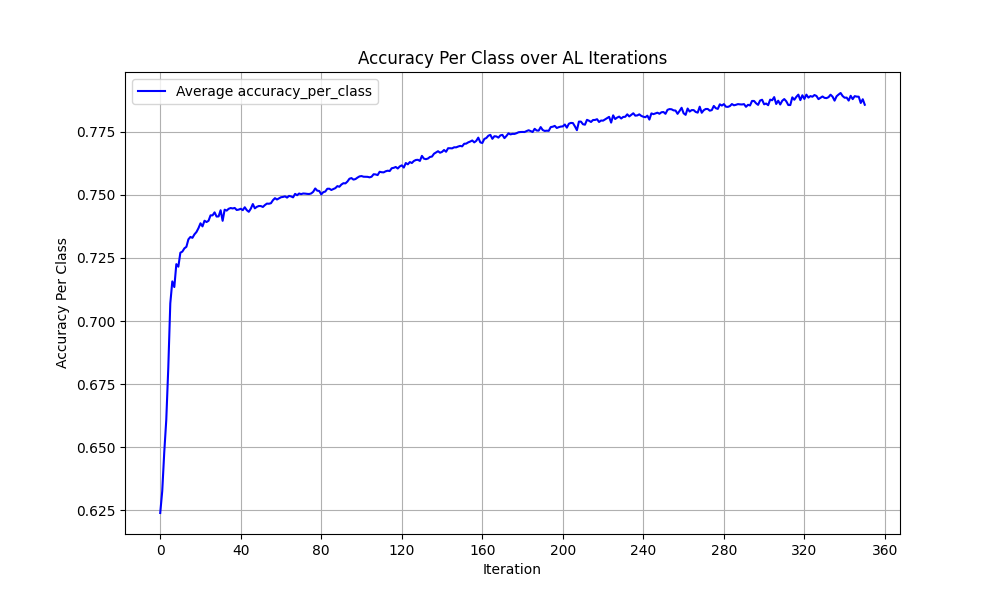 Accuracy Per Class over AL Iterations
Average accuracy_per_class
Accuracy Per Class
0.775
0.750
0.725
0.700
0.675
0.650
0.625
0 40 80 120 160 200 240 280 320 360
Iteration